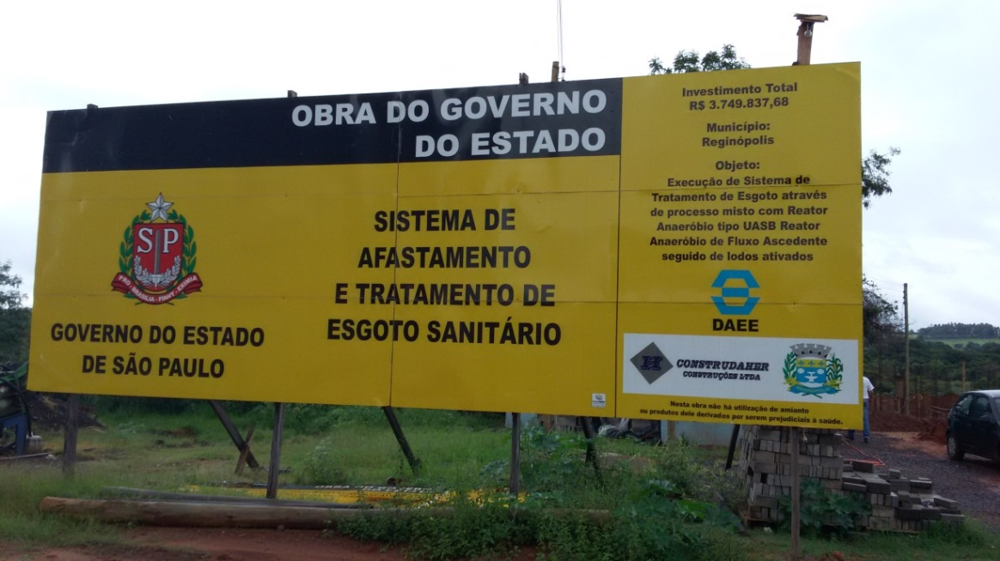 OBRA DO GOVERNO
DO ESTADO
SP
PRO · BRASILIA · FIANT · EXIMIA
GOVERNO DO ESTADO
DE SÃO PAULO
SISTEMA DE
AFASTAMENTO
E TRATAMENTO DE
ESGOTO SANITÁRIO
Investimento Total
R$ 3.749.837,68
Município:
Reginópolis
Objeto:
Execução de Sistema de
Tratamento de Esgoto através
de processo misto com Reator
Anaeróbio tipo UASB Reator
Anaeróbio de Fluxo Ascedente
seguido de lodos ativados
DAEE
H
CONSTRUDAHER
CONSTRUÇÕES LTDA
Nesta obra não há utilização de amianto
ou produtos dele derivados por serem prejudiciais à saúde.